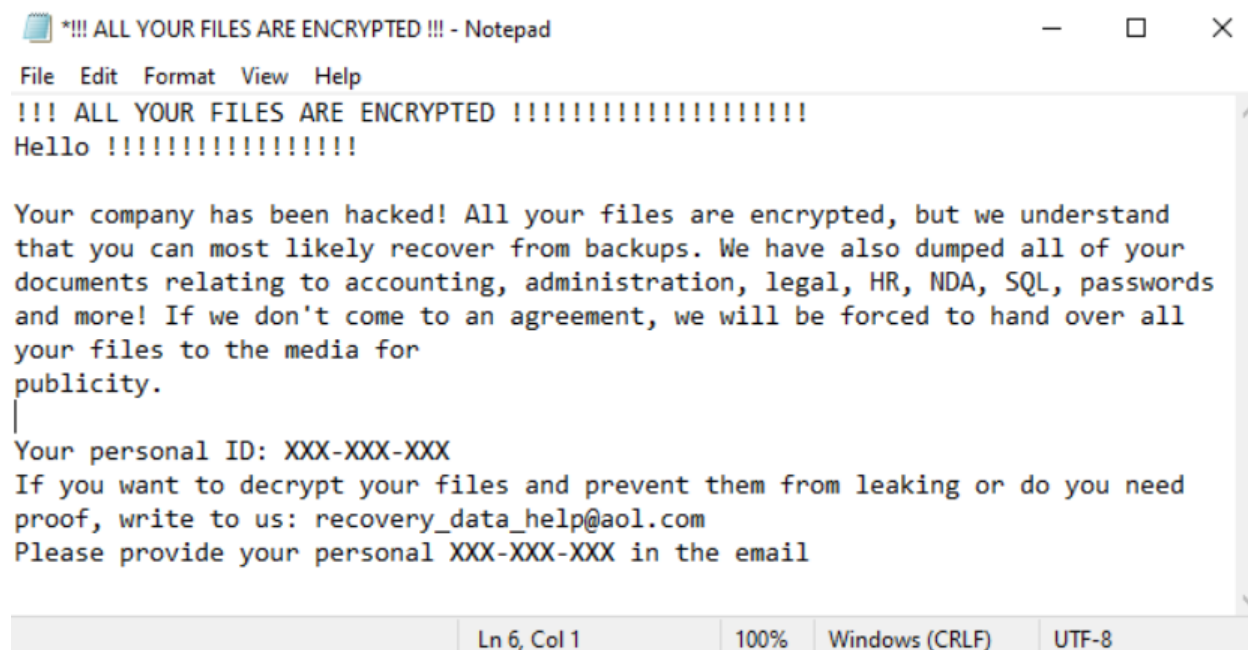 *!!! ALL YOUR FILES ARE ENCRYPTED !!! - Notepad
File Edit Format View Help
!!! ALL YOUR FILES ARE ENCRYPTED !!!!!!!!!!!!!!!!!!!!
Hello !!!!!!!!!!!!!!!!!
Your company has been hacked! All your files are encrypted, but we understand
that you can most likely recover from backups. We have also dumped all of your
documents relating to accounting, administration, legal, HR, NDA, SQL, passwords
and more! If we don't come to an agreement, we will be forced to hand over all
your files to the media for
publicity.
Your personal ID: XXX-XXX-XXX
If you want to decrypt your files and prevent them from leaking or do you need
proof, write to us: recovery_data_help@aol.com
Please provide your personal XXX-XXX-XXX in the email
Ln 6, Col 1 100% Windows (CRLF) UTF-8